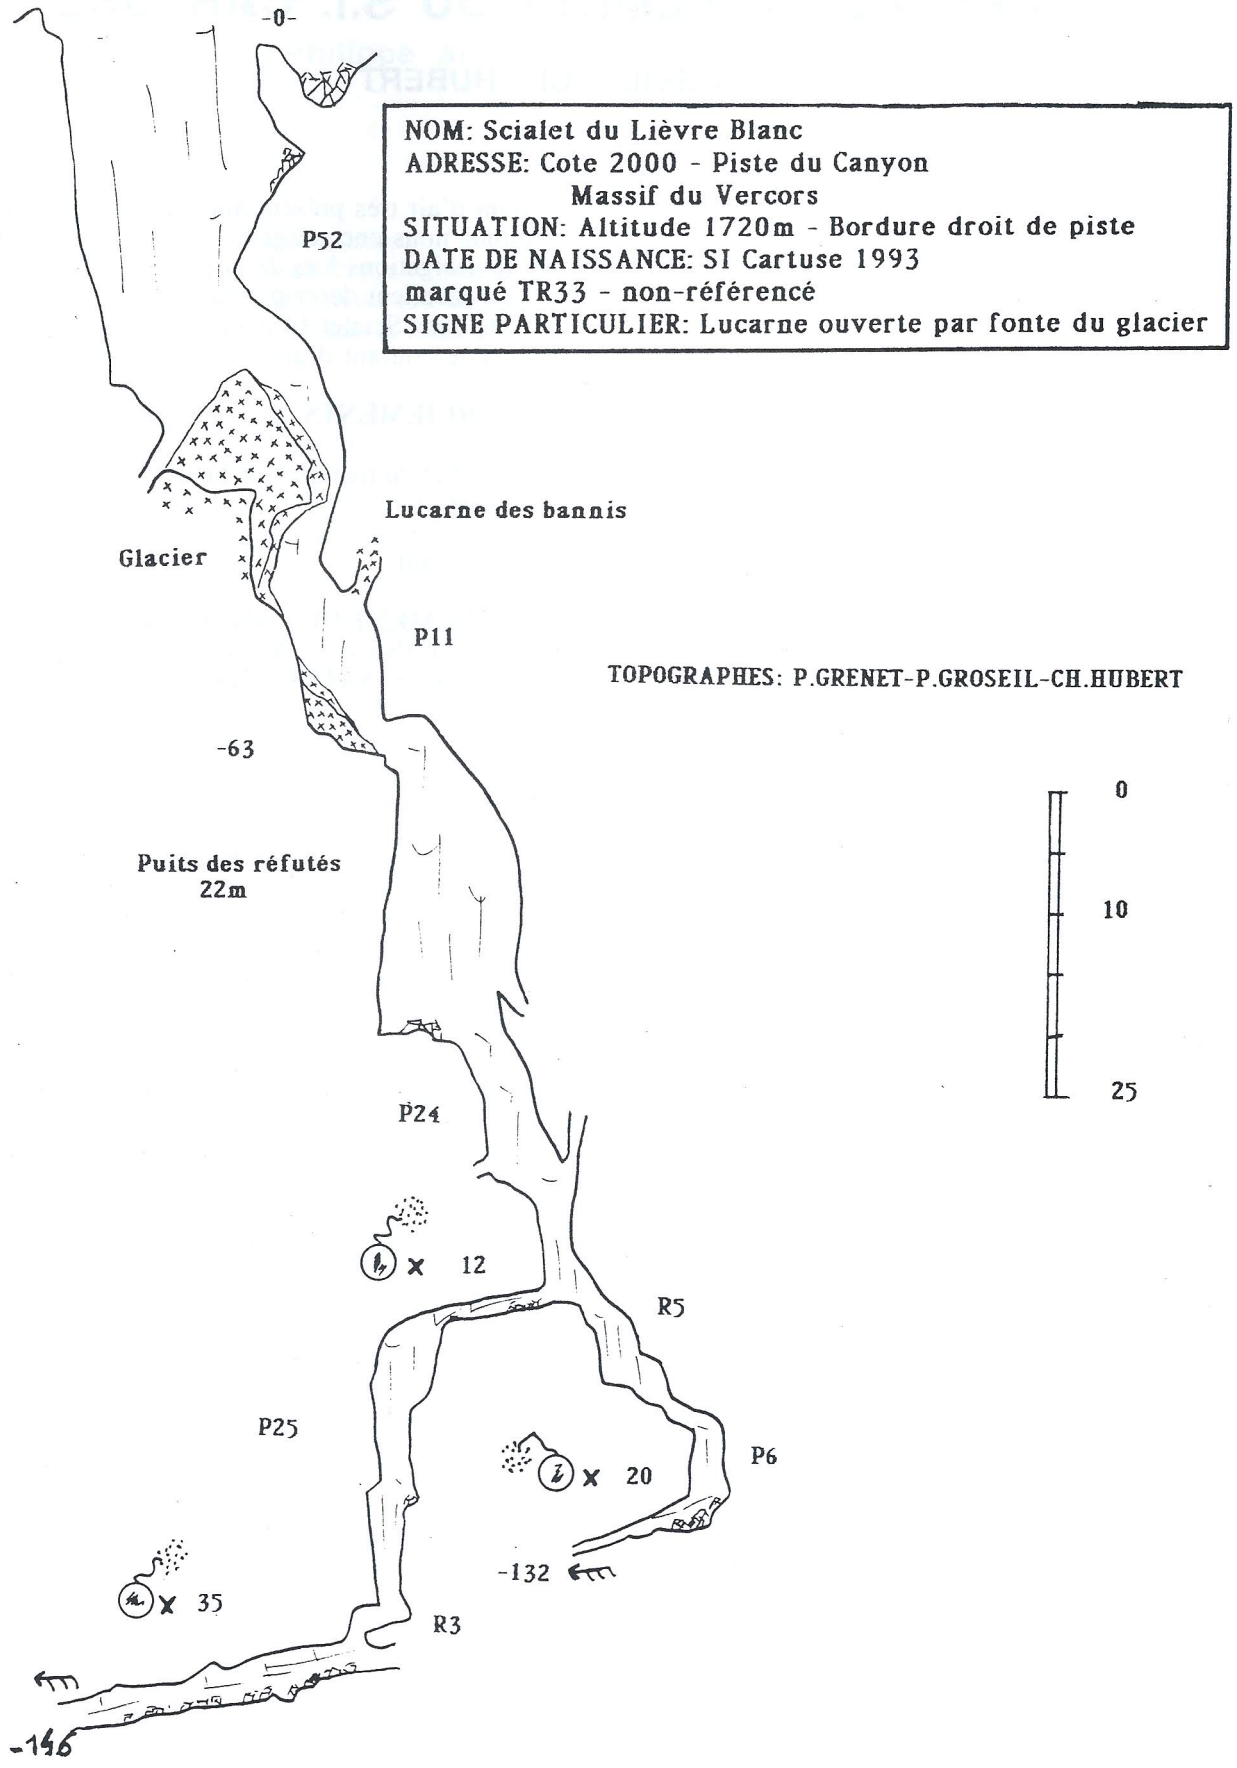 -0-
NOM: Scialet du Lièvre Blanc
ADRESSE: Cote 2000 - Piste du Canyon
Massif du Vercors
SITUATION: Altitude 1720m - Bordure droit de piste
DATE DE NAISSANCE: SI Cartuse 1993
marqué TR33 - non-référencé
SIGNE PARTICULIER: Lucarne ouverte par fonte du glacier
P52
Lucarne des bannis
Glacier
P11
TOPOGRAPHES: P.GRENET-P.GROSEIL-CH.HUBERT
-63
0
Puits des réfutés
22m
10
25
P24
X 12
R5
P25
P6
X 20
-132
X 35
R3
-146